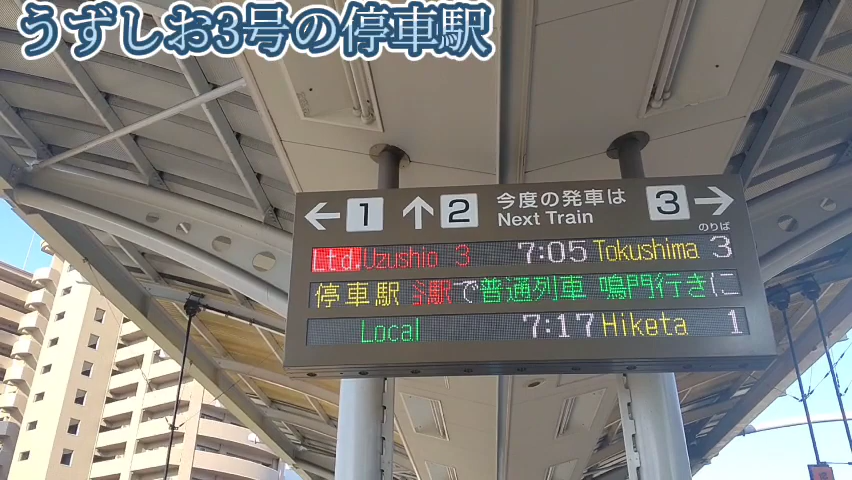 うずしお3号の停車駅
← 1 ↑ 2 今度の発車は 3 →
Next Train
のりば
Ltd. Uzushio 3 7:05 Tokushima 3
停車駅 駅で普通列車 鳴門行きに
Local 7:17 Hiketa 1